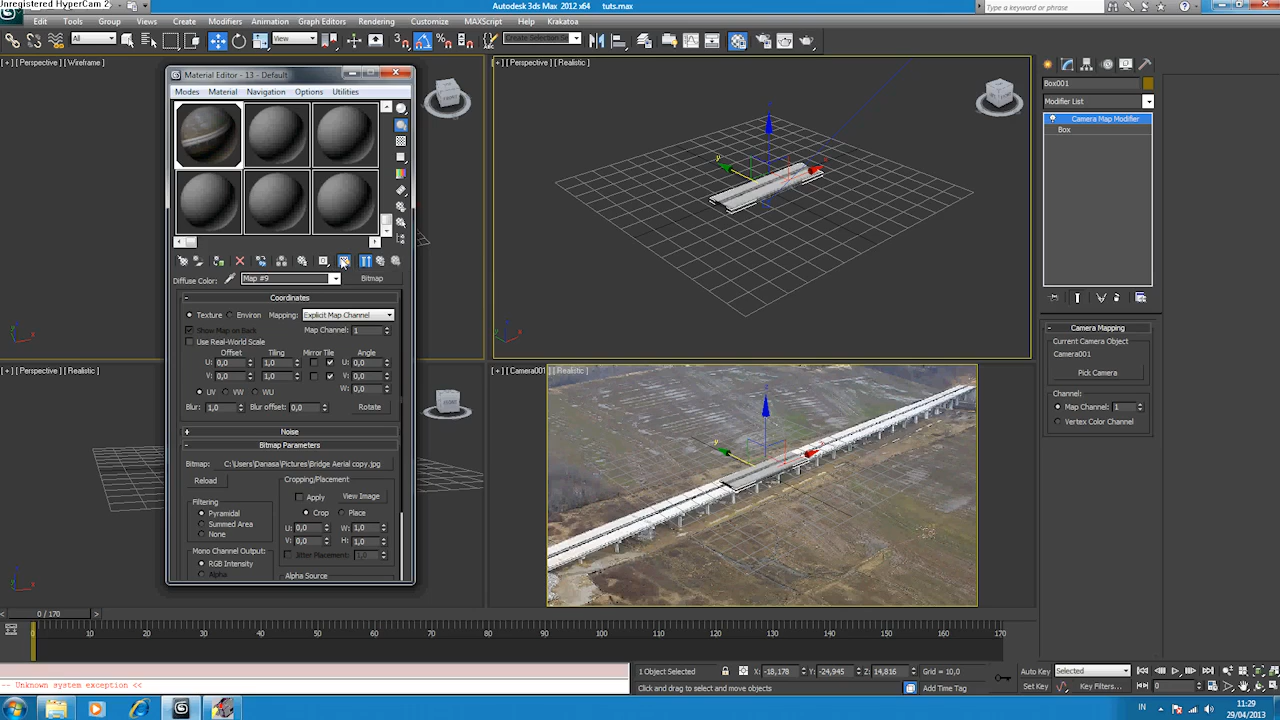 Unregistered HyperCam 2
Autodesk 3ds Max 2012 x64 tuts.max
Type a keyword or phrase
Edit Tools Group Views Create Modifiers Animation Graph Editors Rendering Customize MAXScript Help Krakatoa
All View Create Selection Se
[ + ] [ Perspective ] [ Wireframe ]
[ + ] [ Perspective ] [ Realistic ]
Material Editor - 13 - Default
Modes Material Navigation Options Utilities
Diffuse Color: Map #9 Bitmap
Coordinates
Texture Environ Mapping: Explicit Map Channel
Show Map on Back Map Channel: 1
Use Real-World Scale
Offset Tiling Mirror Tile Angle
U: 0,0 1,0 U: 0,0
V: 0,0 1,0 V: 0,0
W: 0,0
UV VW WU
Blur: 1,0 Blur offset: 0,0 Rotate
Noise
Bitmap Parameters
Bitmap: C:\Users\Danasa\Pictures\Bridge Aerial copy.jpg
Reload
Cropping/Placement
Apply View Image
Crop Place
U: 0,0 W: 1,0
V: 0,0 H: 1,0
Jitter Placement: 1,0
Filtering
Pyramidal
Summed Area
None
Mono Channel Output:
RGB Intensity
Alpha
Alpha Source
[ + ] [ Perspective ] [ Realistic ]
[ + ] [ Camera001 ] [ Realistic ]
Box001
Modifier List
Camera Map Modifier
Box
Camera Mapping
Current Camera Object
Camera001
Pick Camera
Channel:
Map Channel: 1
Vertex Color Channel
0 / 170
0 10 20 30 40 50 60 70 80 90 100 110 120 130 140 150 160 170
-- Unknown system exception <<
1 Object Selected X: -18,178 Y: -24,945 Z: 14,816 Grid = 10,0
Click and drag to select and move objects Add Time Tag
Auto Key Selected
Set Key Key Filters... 0
IN 11:29
29/04/2013